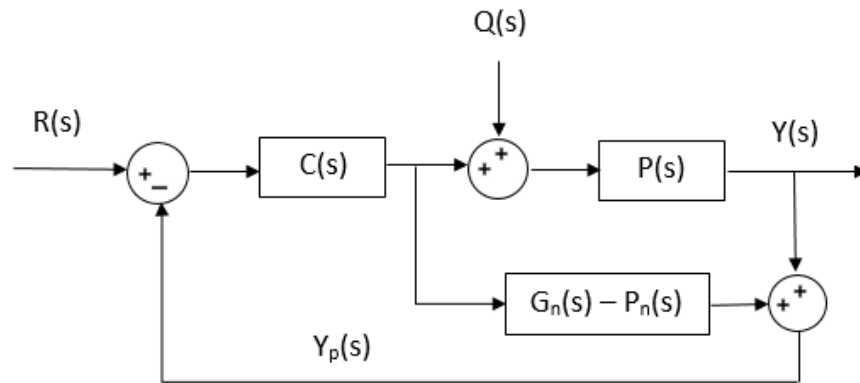 Q(s)
R(s)
Y(s)
+
–
C(s)
+
+
P(s)
Gₙ(s) – Pₙ(s)
+
+
Yₚ(s)